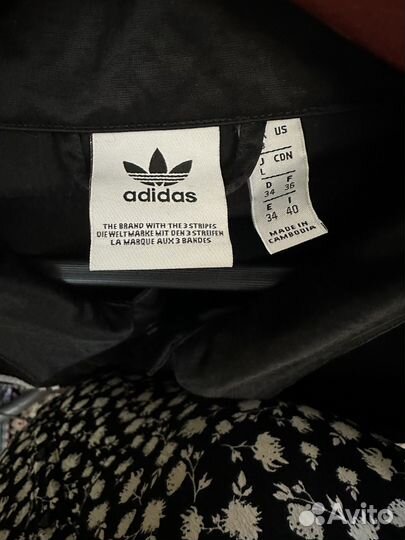 adidas
THE BRAND WITH THE 3 STRIPES
DIE WELTMARKE MIT DEN 3 STREIFEN
LA MARQUE AUX 3 BANDES
US
CDN
D F
34 36
E I
34 40
MADE IN
CAMBODIA
Avito